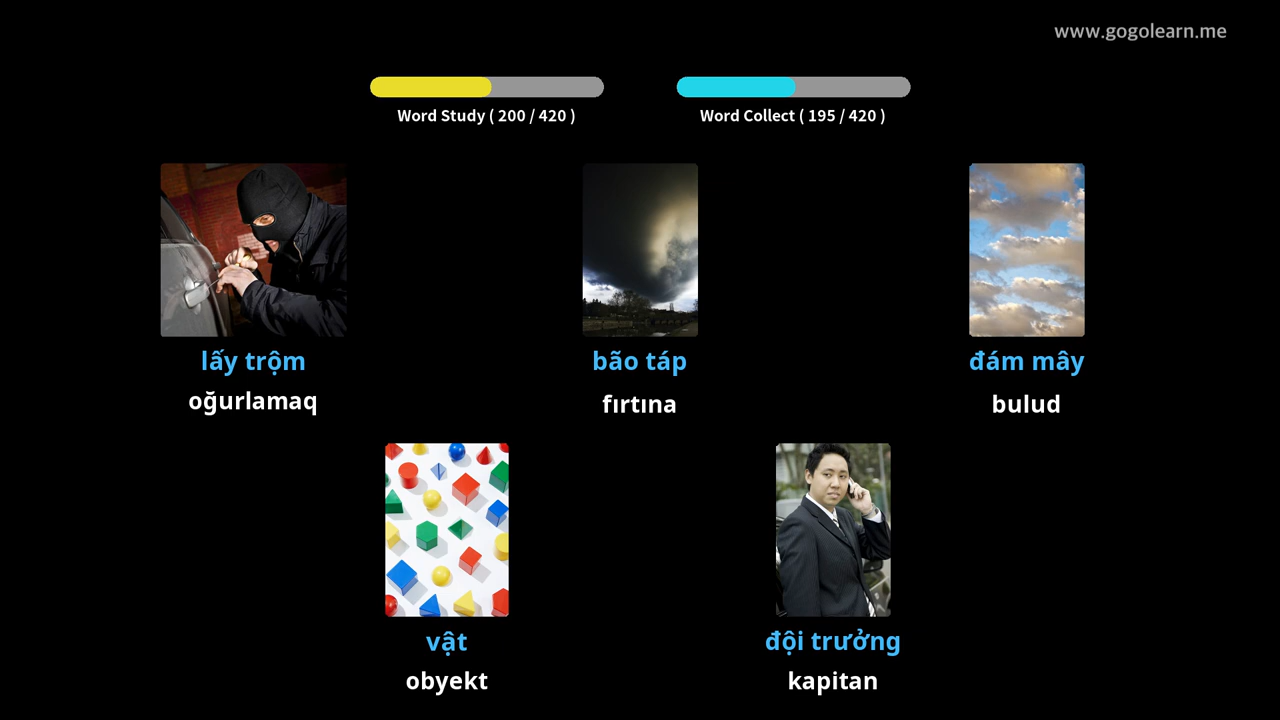 www.gogolearn.me
Word Study ( 200 / 420 )
Word Collect ( 195 / 420 )
lấy trộm
oğurlamaq
bão táp
fırtına
đám mây
bulud
vật
obyekt
đội trưởng
kapitan